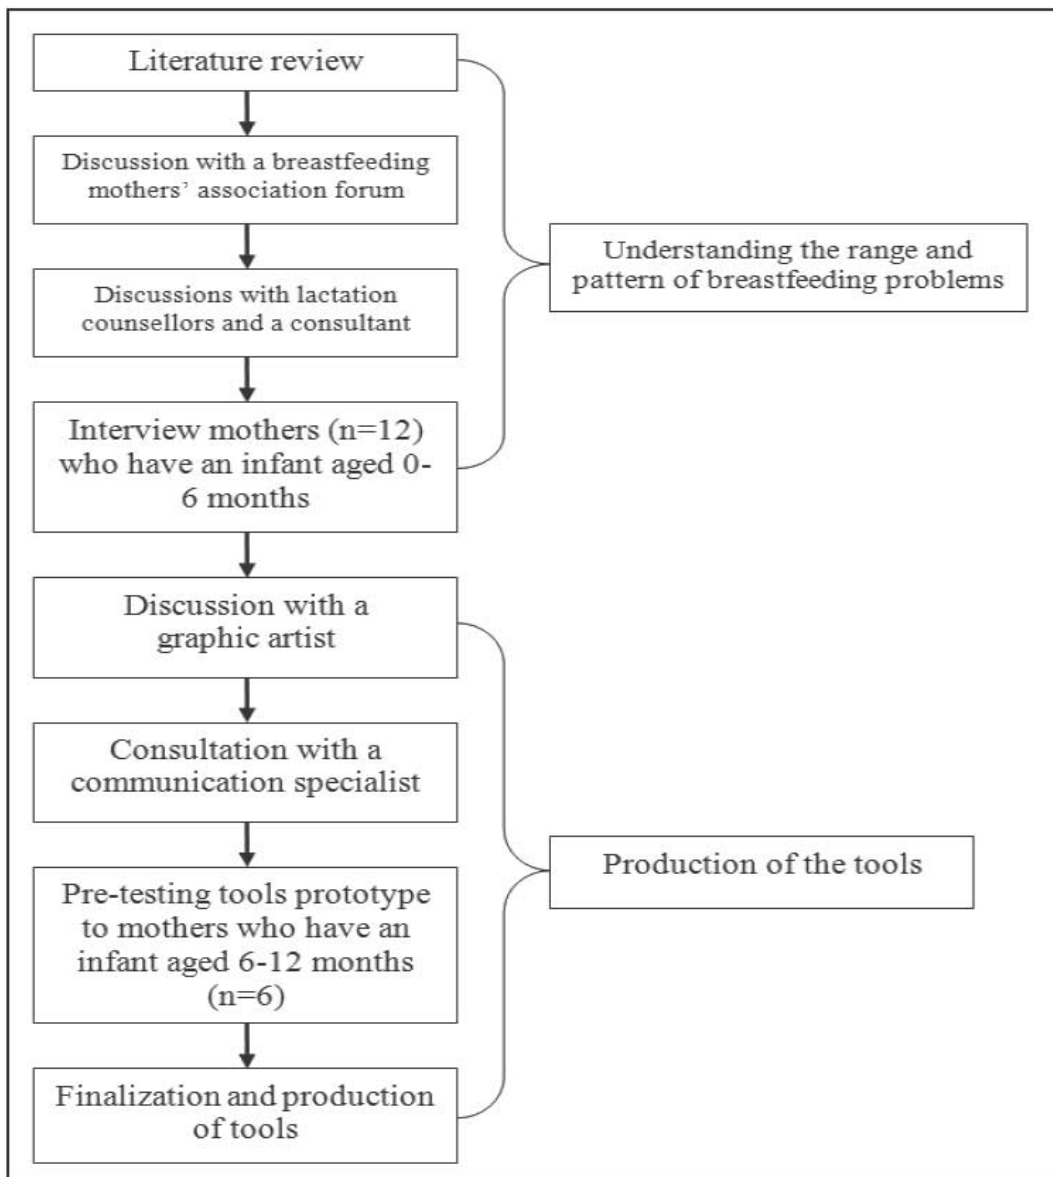 Literature review
Discussion with a breastfeeding
mothers’ association forum
Discussions with lactation
counsellors and a consultant
Interview mothers (n=12)
who have an infant aged 0-
6 months
Understanding the range and
pattern of breastfeeding problems
Discussion with a
graphic artist
Consultation with a
communication specialist
Pre-testing tools prototype
to mothers who have an
infant aged 6-12 months
(n=6)
Finalization and production
of tools
Production of the tools